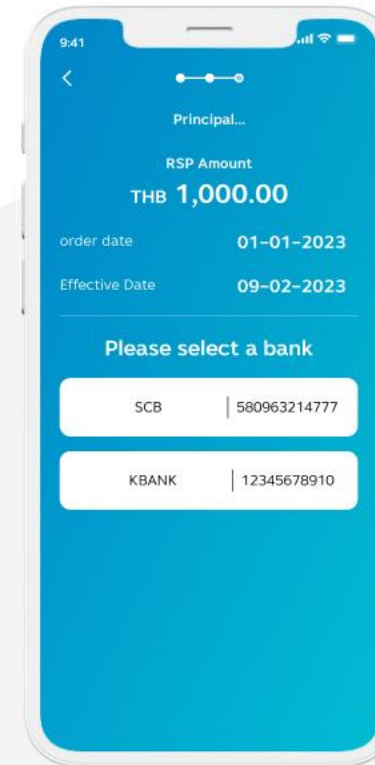 9:41
Principal...
RSP Amount
THB 1,000.00
order date 01-01-2023
Effective Date 09-02-2023
Please select a bank
SCB | 580963214777
KBANK | 12345678910